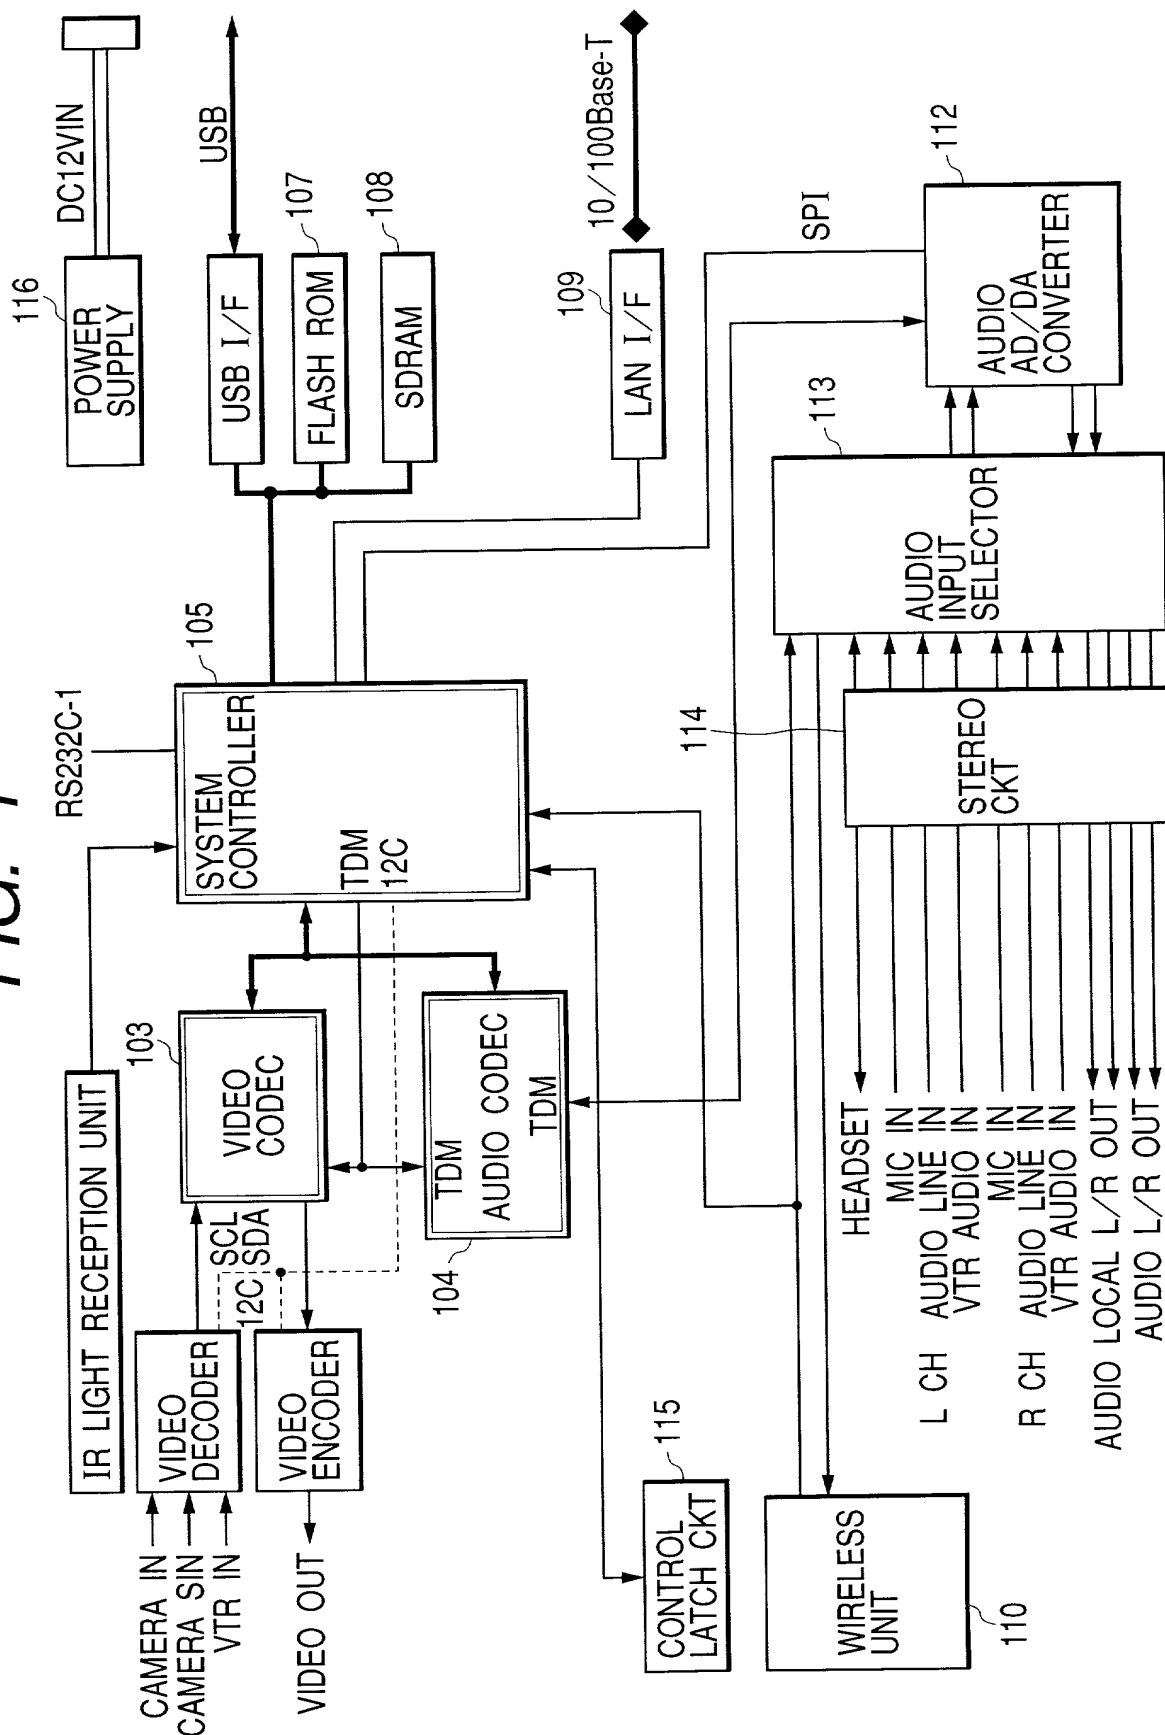 FIG. 1
IR LIGHT RECEPTION UNIT
RS232C-1
116
POWER
SUPPLY
DC12VIN
CAMERA IN
CAMERA SIN
VTR IN
VIDEO
DECODER
VIDEO OUT
VIDEO
ENCODER
12C
SCL
SDA
103
VIDEO
CODEC
104
TDM
AUDIO CODEC
TDM
105
SYSTEM
CONTROLLER
TDM
12C
USB I/F
USB
FLASH ROM
107
SDRAM
108
109
LAN I/F
10/100Base-T
SPI
CONTROL
LATCH CKT
115
WIRELESS
UNIT
110
114
STEREO
CKT
113
AUDIO
INPUT
SELECTOR
112
AUDIO
AD/DA
CONVERTER
HEADSET
MIC IN
L CH AUDIO LINE IN
VTR AUDIO IN
MIC IN
R CH AUDIO LINE IN
VTR AUDIO IN
AUDIO LOCAL L/R OUT
AUDIO L/R OUT